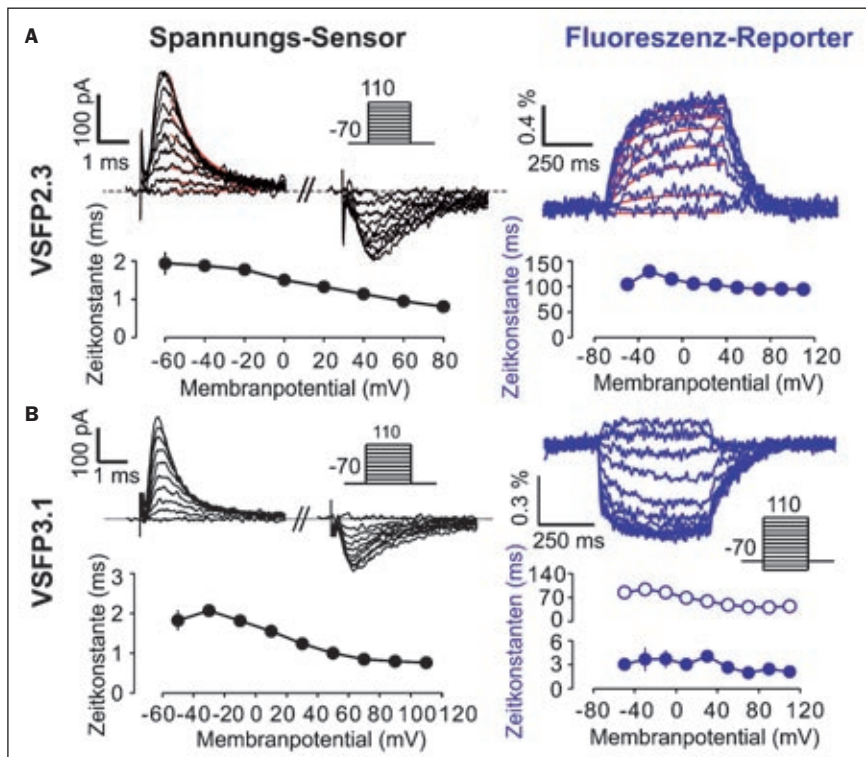 A
Spannungs-Sensor
Fluoreszenz-Reporter
VSFP2.3
100 pA
1 ms
110
-70
0.4 %
250 ms
Zeitkonstante (ms)
2
1
0
-60 -40 -20 0 20 40 60 80
Membranpotential (mV)
Zeitkonstante (ms)
150
100
50
0
-80 -40 0 40 80 120
Membranpotential (mV)
B
VSFP3.1
100 pA
1 ms
110
-70
0.3 %
250 ms
110
-70
Zeitkonstante (ms)
3
2
1
0
-60 -40 -20 0 20 40 60 80 100 120
Membranpotential (mV)
Zeitkonstanten (ms)
140
70
0
6
3
0
-80 -40 0 40 80 120
Membranpotential (mV)